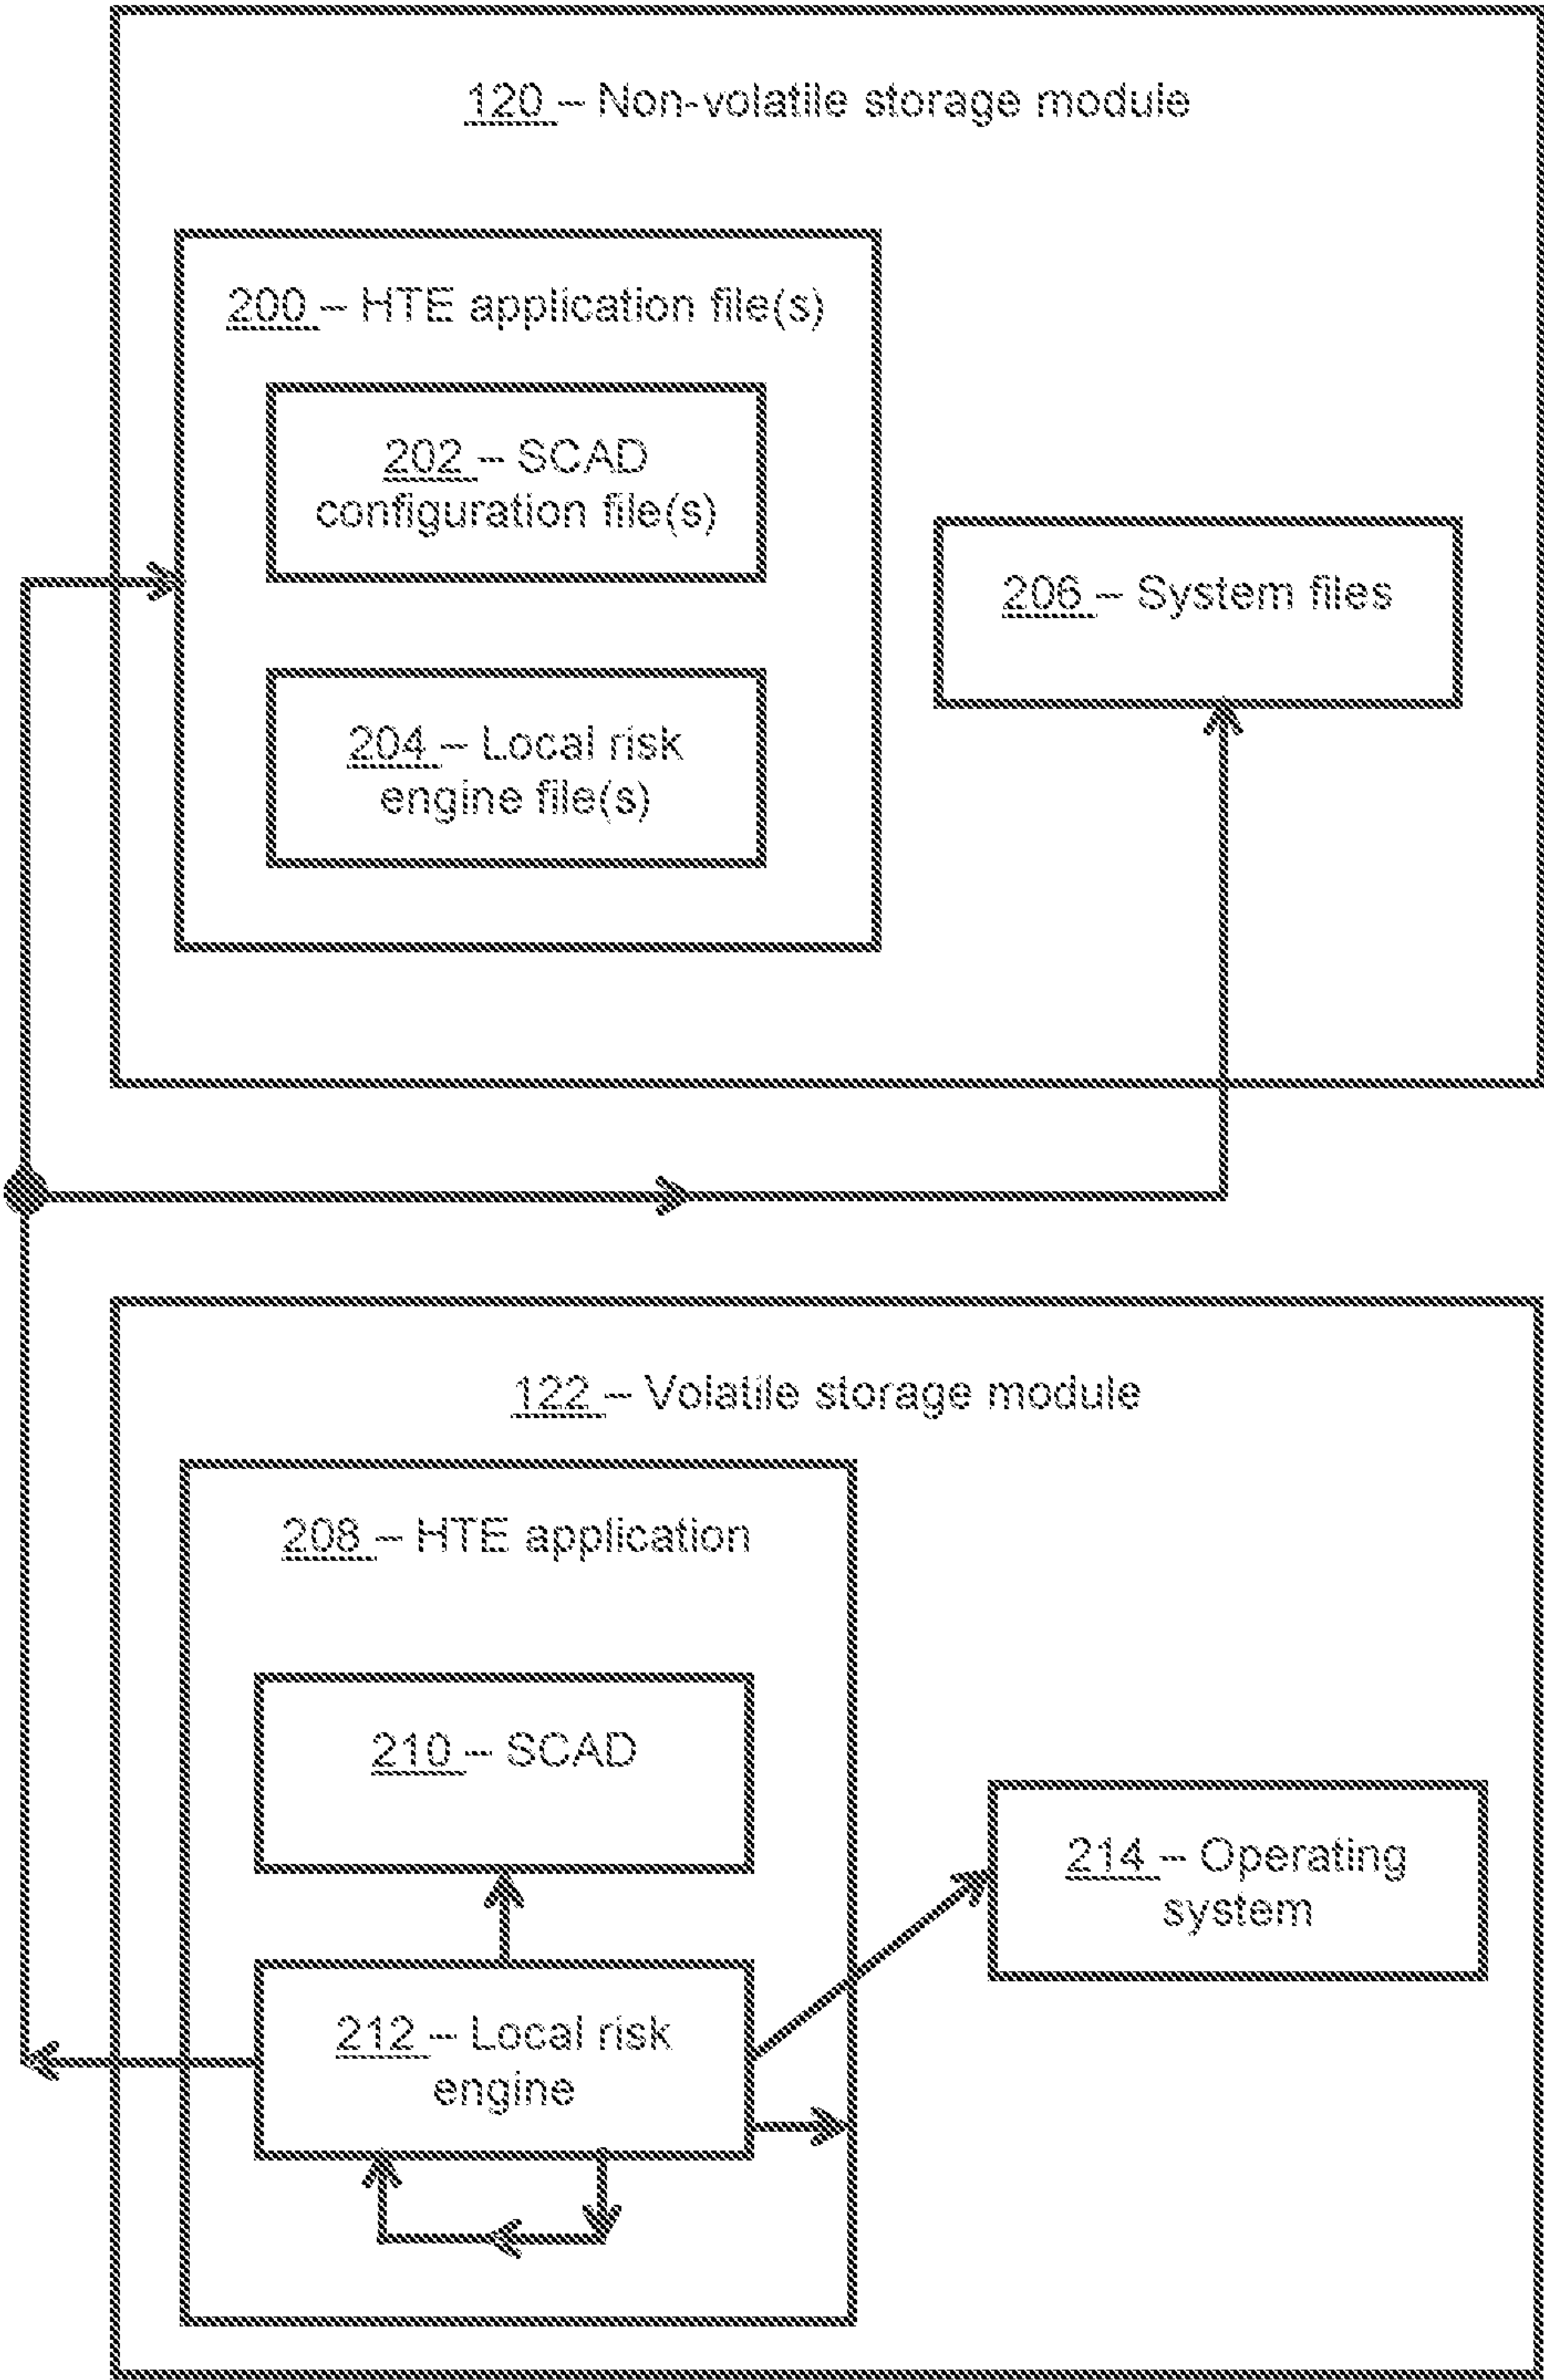 120 – Non-volatile storage module
200 – HTE application file(s)
202 – SCAD
configuration file(s)
206 – System files
204 – Local risk
engine file(s)
122 – Volatile storage module
208 – HTE application
210 – SCAD
214 – Operating
system
212 – Local risk
engine